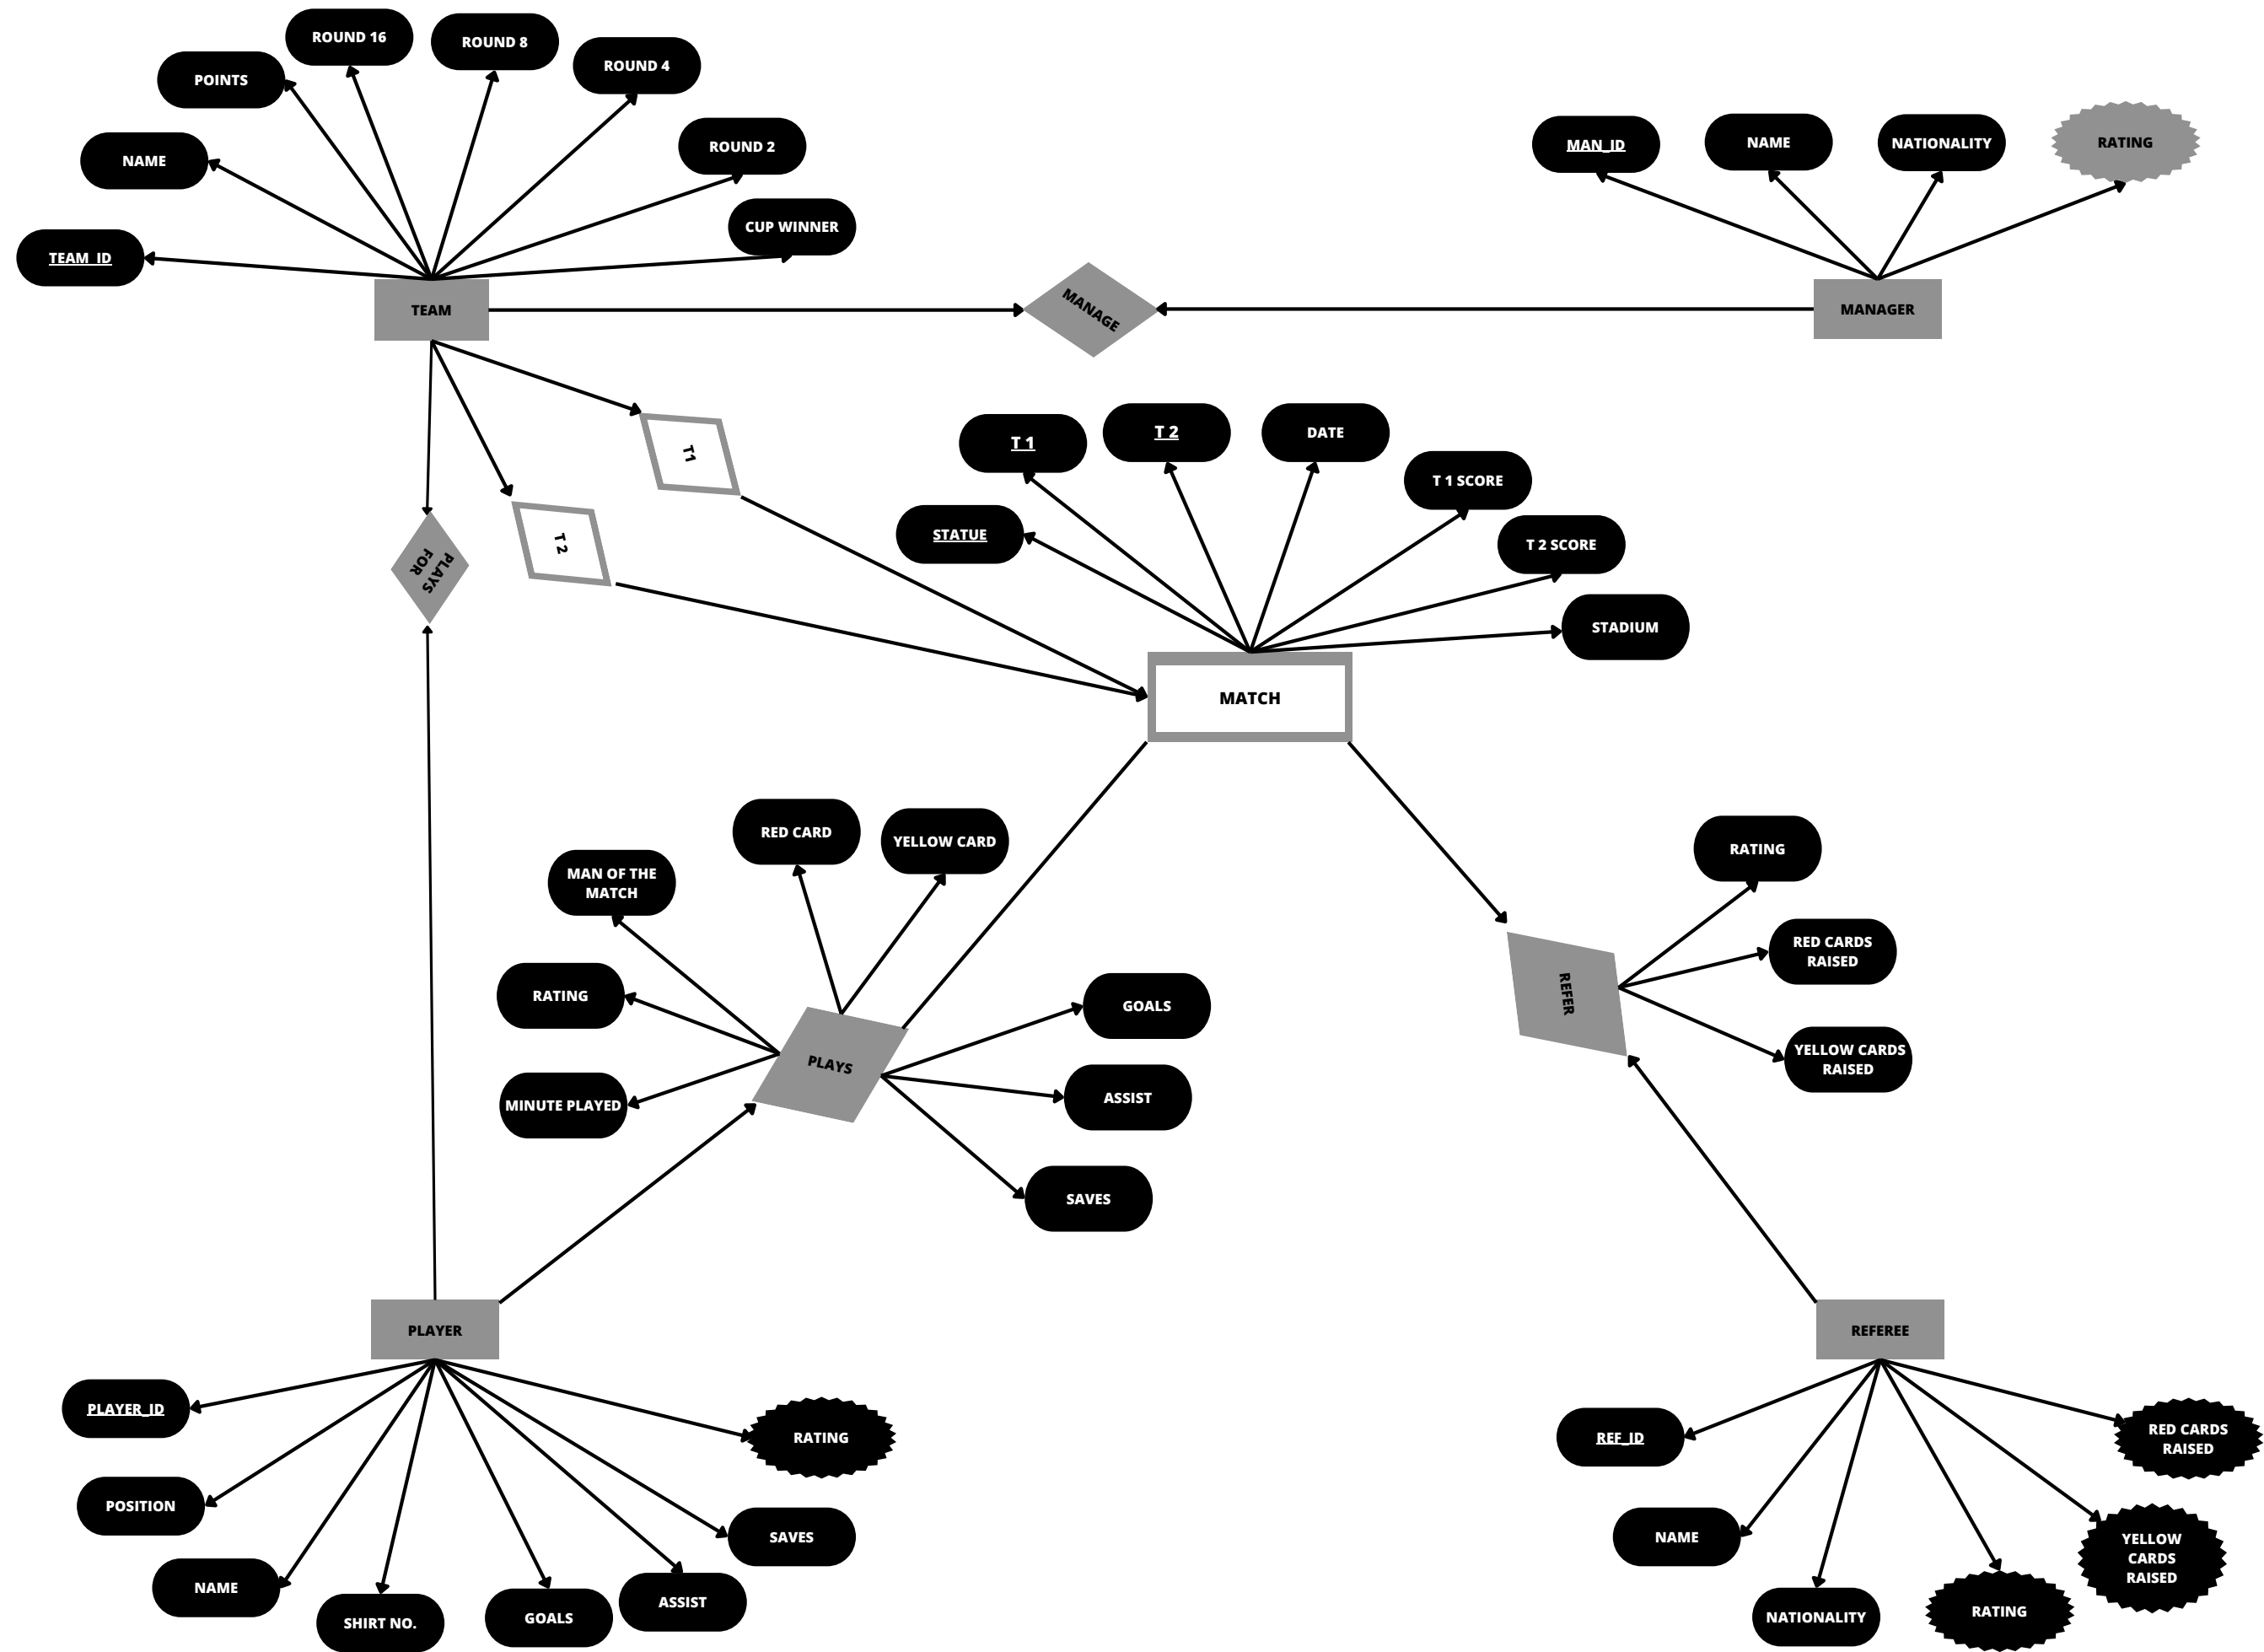 ROUND 16
ROUND 8
ROUND 4
POINTS
ROUND 2
NAME
CUP WINNER
TEAM_ID
TEAM
MANAGE
MAN_ID
NAME
NATIONALITY
RATING
MANAGER
T1
T 2
PLAYS
FOR
T 1
T 2
DATE
T 1 SCORE
STATUE
T 2 SCORE
STADIUM
MATCH
RED CARD
YELLOW CARD
MAN OF THE
MATCH
RATING
MINUTE PLAYED
PLAYS
GOALS
ASSIST
SAVES
RATING
RED CARDS
RAISED
REFER
YELLOW CARDS
RAISED
PLAYER
PLAYER_ID
RATING
POSITION
SAVES
NAME
SHIRT NO.
GOALS
ASSIST
REFEREE
REF_ID
RED CARDS
RAISED
NAME
YELLOW
CARDS
RAISED
NATIONALITY
RATING